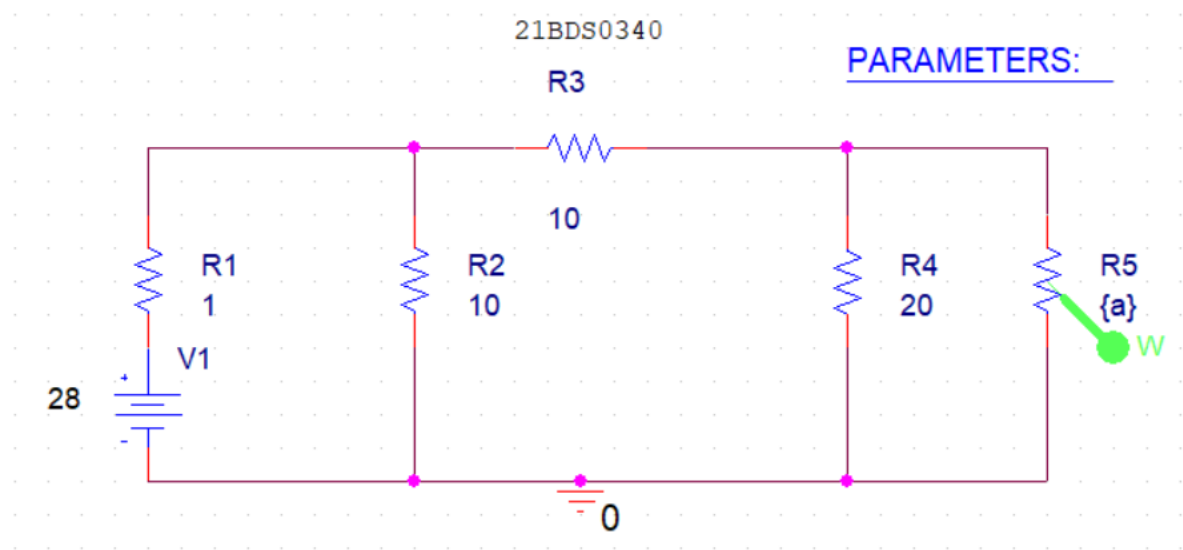 21BDS0340
PARAMETERS:
R3
10
R1
1
R2
10
R4
20
R5
{a}
W
V1
+
28
-
0